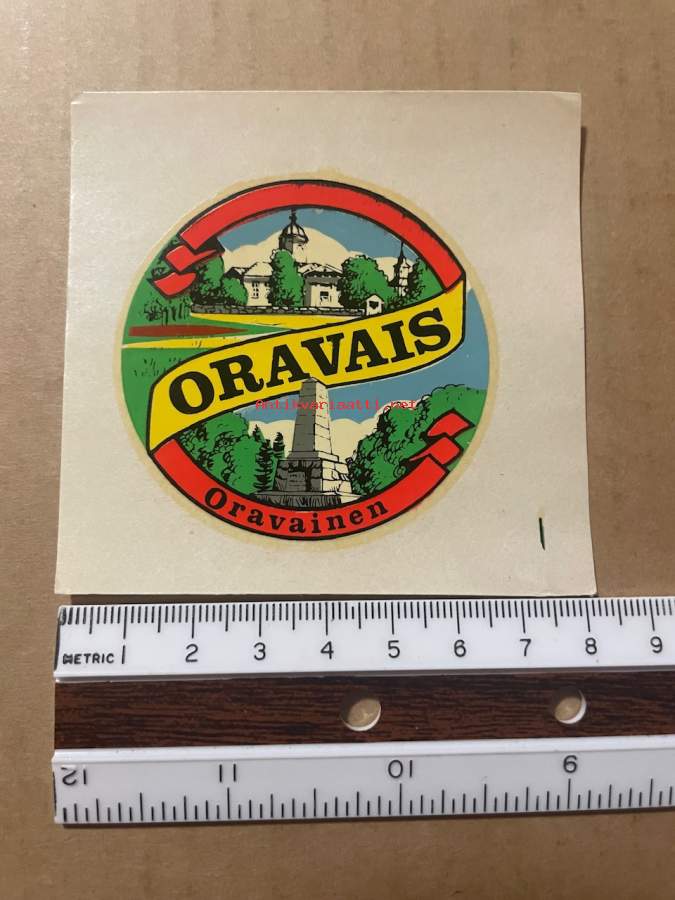 ORAVAIS
Antikvariaatti.net
Oravainen
METRIC 1 2 3 4 5 6 7 8 9
12 11 10 9